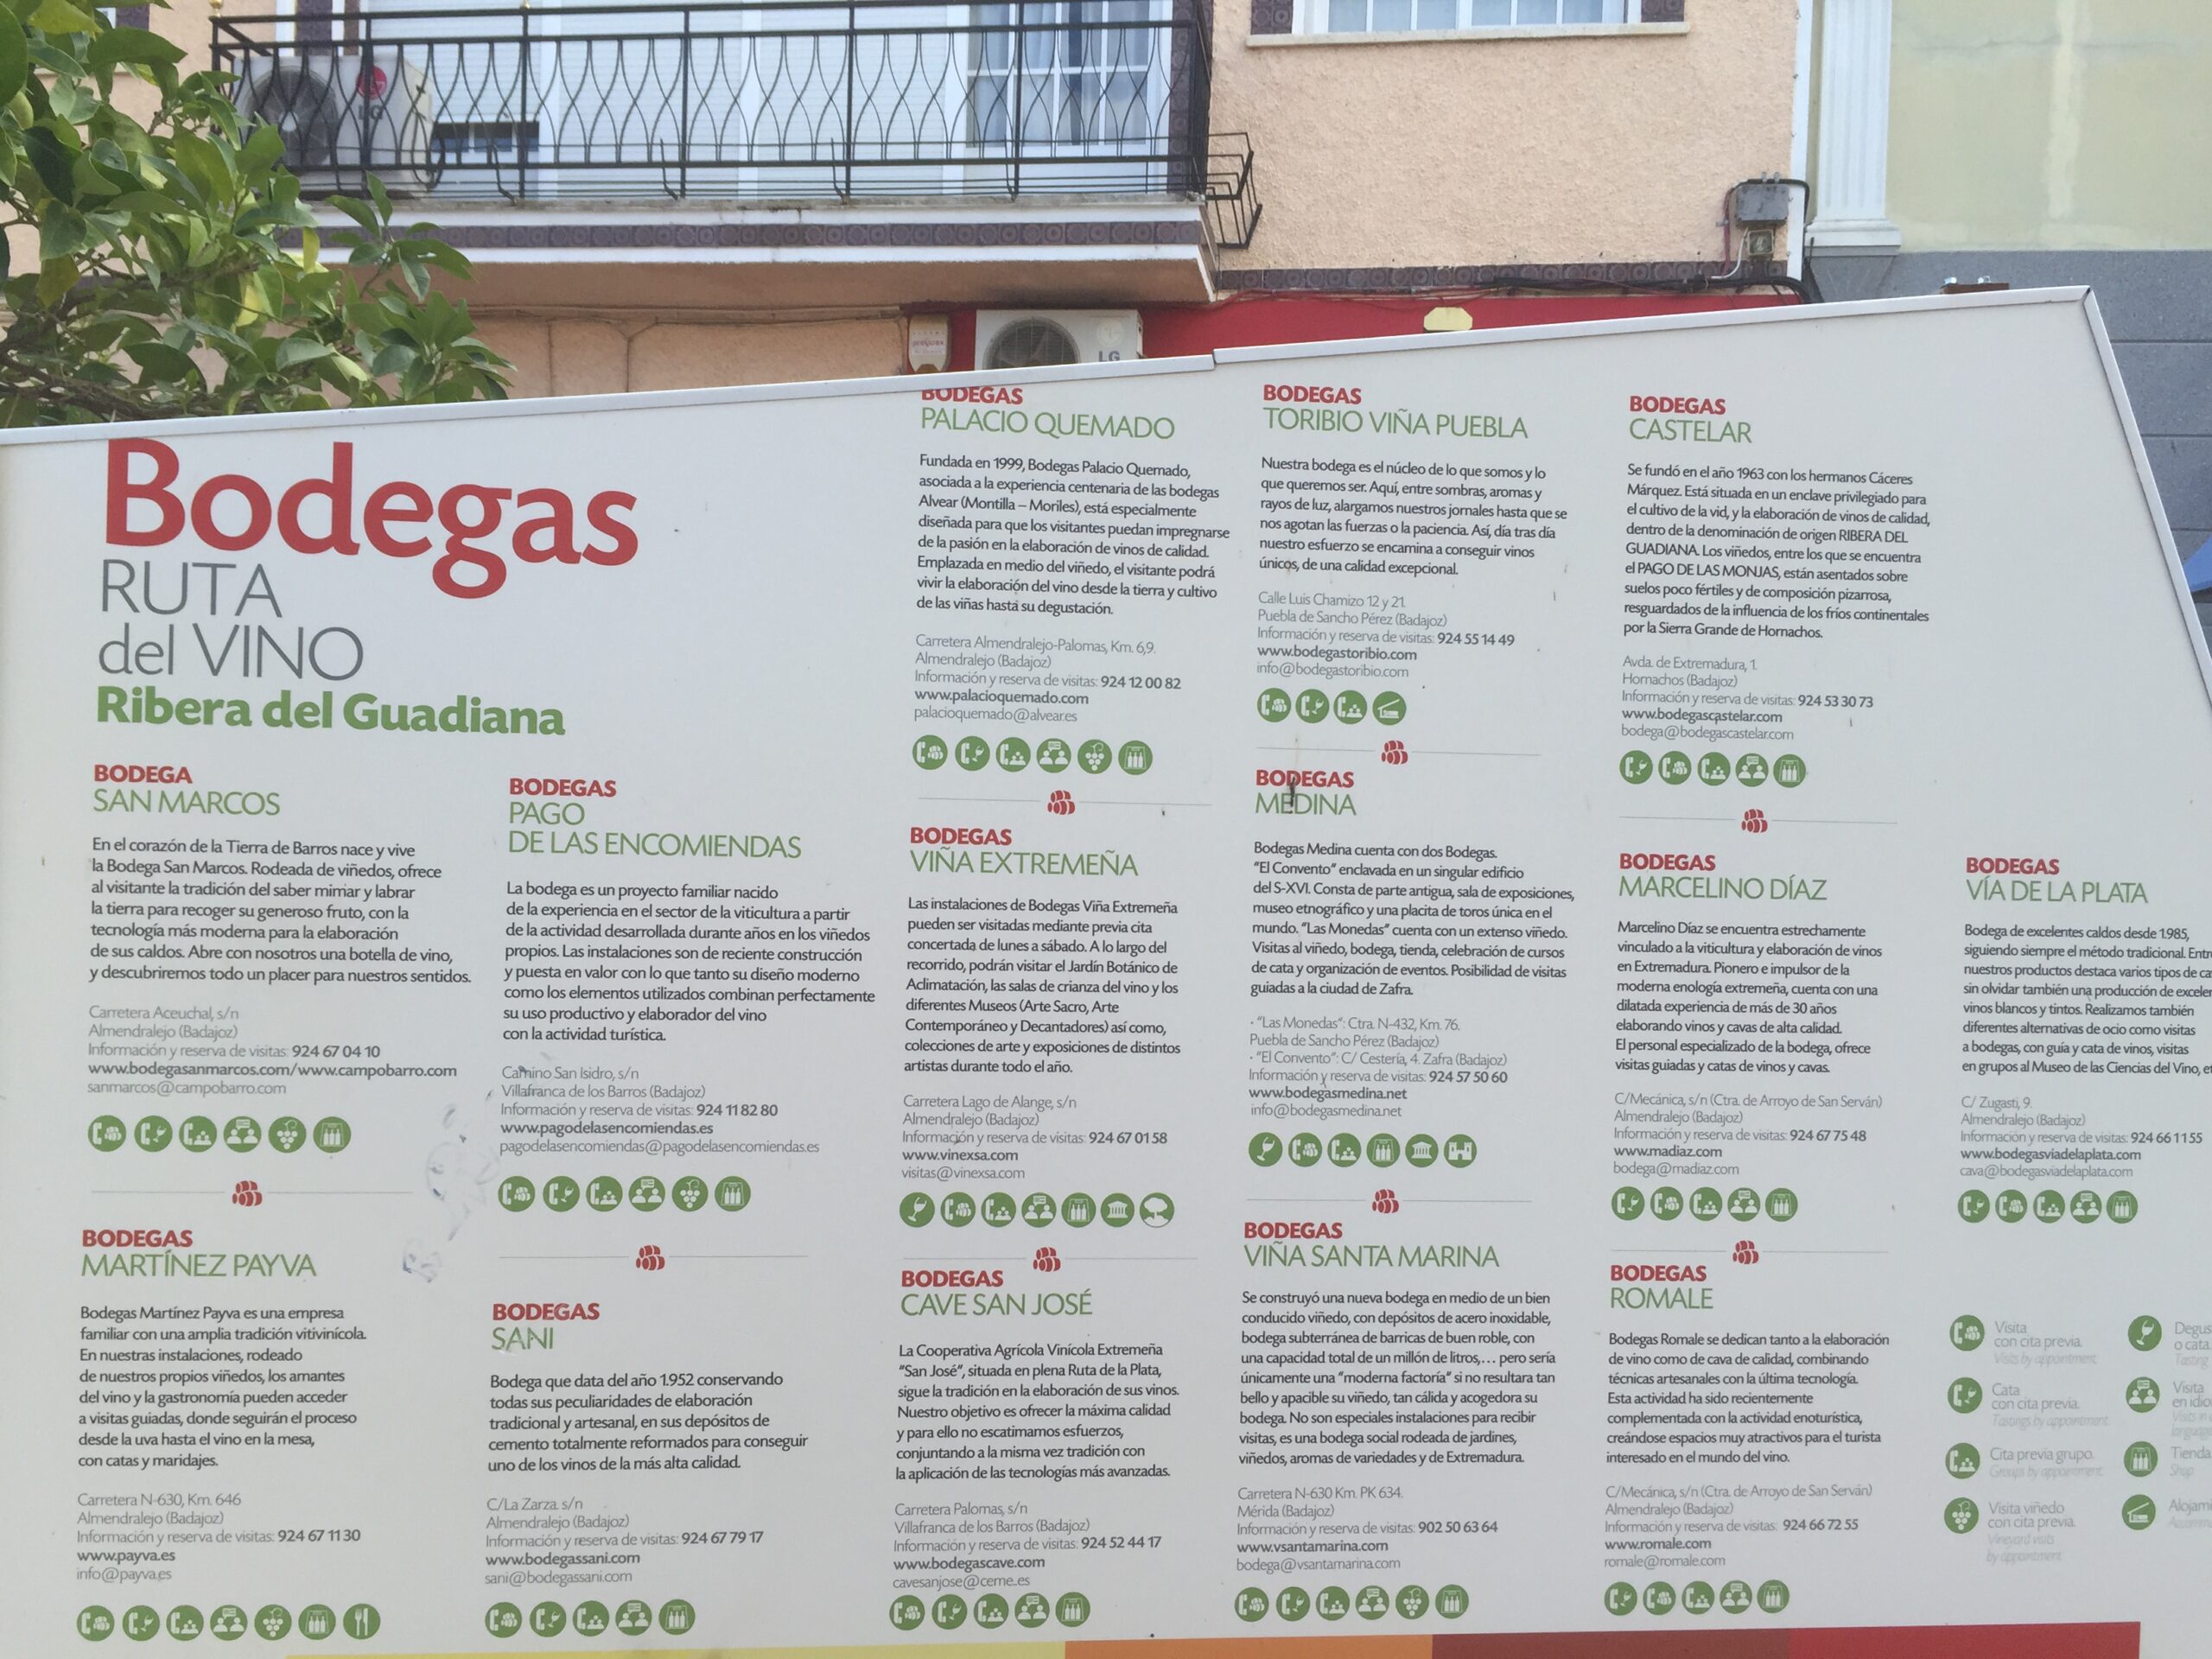 LG
LG
Bodegas
RUTA
del VINO
Ribera del Guadiana
BODEGA
SAN MARCOS
En el corazón de la Tierra de Barros nace y vive
la Bodega San Marcos. Rodeada de viñedos, ofrece
al visitante la tradición del saber mimar y labrar
la tierra para recoger su generoso fruto, con la
tecnología más moderna para la elaboración
de sus caldos. Abre con nosotros una botella de vino,
y descubriremos todo un placer para nuestros sentidos.
Carretera Aceuchal, s/n
Almendralejo (Badajoz)
Información y reserva de visitas: 924 67 04 10
www.bodegasanmarcos.com/www.campobarro.com
sanmarcos@campobarro.com
BODEGAS
MARTÍNEZ PAYVA
Bodegas Martínez Payva es una empresa
familiar con una amplia tradición vitivinícola.
En nuestras instalaciones, rodeado
de nuestros propios viñedos, los amantes
del vino y la gastronomía pueden acceder
a visitas guiadas, donde seguirán el proceso
desde la uva hasta el vino en la mesa,
con catas y maridajes.
Carretera N-630, Km. 646
Almendralejo (Badajoz)
Información y reserva de visitas: 924 67 11 30
www.payva.es
info@payva.es
BODEGAS
PAGO
DE LAS ENCOMIENDAS
La bodega es un proyecto familiar nacido
de la experiencia en el sector de la viticultura a partir
de la actividad desarrollada durante años en los viñedos
propios. Las instalaciones son de reciente construcción
y puesta en valor con lo que tanto su diseño moderno
como los elementos utilizados combinan perfectamente
su uso productivo y elaborador del vino
con la actividad turística.
Camino San Isidro, s/n
Villafranca de los Barros (Badajoz)
Información y reserva de visitas: 924 11 82 80
www.pagodelasencomiendas.es
pagodelasencomiendas@pagodelasencomiendas.es
BODEGAS
SANI
Bodega que data del año 1.952 conservando
todas sus peculiaridades de elaboración
tradicional y artesanal, en sus depósitos de
cemento totalmente reformados para conseguir
uno de los vinos de la más alta calidad.
C/La Zarza. s/n
Almendralejo (Badajoz)
Información y reserva de visitas: 924 67 79 17
www.bodegassani.com
sani@bodegassani.com
BODEGAS
PALACIO QUEMADO
Fundada en 1999, Bodegas Palacio Quemado,
asociada a la experiencia centenaria de las bodegas
Alvear (Montilla – Moriles), está especialmente
diseñada para que los visitantes puedan impregnarse
de la pasión en la elaboración de vinos de calidad.
Emplazada en medio del viñedo, el visitante podrá
vivir la elaboración del vino desde la tierra y cultivo
de las viñas hasta su degustación.
Carretera Almendralejo-Palomas, Km. 6,9.
Almendralejo (Badajoz)
Información y reserva de visitas: 924 12 00 82
www.palacioquemado.com
palacioquemado@alvear.es
BODEGAS
VIÑA EXTREMEÑA
Las instalaciones de Bodegas Viña Extremeña
pueden ser visitadas mediante previa cita
concertada de lunes a sábado. A lo largo del
recorrido, podrán visitar el Jardín Botánico de
Aclimatación, las salas de crianza del vino y los
diferentes Museos (Arte Sacro, Arte
Contemporáneo y Decantadores) así como,
colecciones de arte y exposiciones de distintos
artistas durante todo el año.
Carretera Lago de Alange, s/n
Almendralejo (Badajoz)
Información y reserva de visitas: 924 67 01 58
www.vinexsa.com
visitas@vinexsa.com
BODEGAS
CAVE SAN JOSÉ
La Cooperativa Agrícola Vinícola Extremeña
"San José", situada en plena Ruta de la Plata,
sigue la tradición en la elaboración de sus vinos.
Nuestro objetivo es ofrecer la máxima calidad
y para ello no escatimamos esfuerzos,
conjuntando a la misma vez tradición con
la aplicación de las tecnologías más avanzadas.
Carretera Palomas, s/n
Villafranca de los Barros (Badajoz)
Información y reserva de visitas: 924 52 44 17
www.bodegascave.com
cavesanjose@ceme.es
BODEGAS
TORIBIO VIÑA PUEBLA
Nuestra bodega es el núcleo de lo que somos y lo
que queremos ser. Aquí, entre sombras, aromas y
rayos de luz, alargamos nuestros jornales hasta que se
nos agotan las fuerzas o la paciencia. Así, día tras día
nuestro esfuerzo se encamina a conseguir vinos
únicos, de una calidad excepcional.
Calle Luis Chamizo 12 y 21.
Puebla de Sancho Pérez (Badajoz)
Información y reserva de visitas: 924 55 14 49
www.bodegastoribio.com
info@bodegastoribio.com
BODEGAS
MEDINA
Bodegas Medina cuenta con dos Bodegas.
"El Convento" enclavada en un singular edificio
del S-XVI. Consta de parte antigua, sala de exposiciones,
museo etnográfico y una placita de toros única en el
mundo. "Las Monedas" cuenta con un extenso viñedo.
Visitas al viñedo, bodega, tienda, celebración de cursos
de cata y organización de eventos. Posibilidad de visitas
guiadas a la ciudad de Zafra.
· "Las Monedas": Ctra. N-432, Km. 76.
Puebla de Sancho Pérez (Badajoz)
· "El Convento": C/ Cestería, 4. Zafra (Badajoz)
Información y reserva de visitas: 924 57 50 60
www.bodegasmedina.net
info@bodegasmedina.net
BODEGAS
VIÑA SANTA MARINA
Se construyó una nueva bodega en medio de un bien
conducido viñedo, con depósitos de acero inoxidable,
bodega subterránea de barricas de buen roble, con
una capacidad total de un millón de litros,... pero sería
únicamente una "moderna factoría" si no resultara tan
bello y apacible su viñedo, tan cálida y acogedora su
bodega. No son especiales instalaciones para recibir
visitas, es una bodega social rodeada de jardines,
viñedos, aromas de variedades y de Extremadura.
Carretera N-630 Km. PK 634.
Mérida (Badajoz)
Información y reserva de visitas: 902 50 63 64
www.vsantamarina.com
bodega@vsantamarina.com
BODEGAS
CASTELAR
Se fundó en el año 1963 con los hermanos Cáceres
Márquez. Está situada en un enclave privilegiado para
el cultivo de la vid, y la elaboración de vinos de calidad,
dentro de la denominación de origen RIBERA DEL
GUADIANA. Los viñedos, entre los que se encuentra
el PAGO DE LAS MONJAS, están asentados sobre
suelos poco fértiles y de composición pizarrosa,
resguardados de la influencia de los fríos continentales
por la Sierra Grande de Hornachos.
Avda. de Extremadura, 1.
Hornachos (Badajoz)
Información y reserva de visitas: 924 53 30 73
www.bodegascastelar.com
bodega@bodegascastelar.com
BODEGAS
MARCELINO DÍAZ
Marcelino Díaz se encuentra estrechamente
vinculado a la viticultura y elaboración de vinos
en Extremadura. Pionero e impulsor de la
moderna enología extremeña, cuenta con una
dilatada experiencia de más de 30 años
elaborando vinos y cavas de alta calidad.
El personal especializado de la bodega, ofrece
visitas guiadas y catas de vinos y cavas.
C/Mecánica, s/n (Ctra. de Arroyo de San Serván)
Almendralejo (Badajoz)
Información y reserva de visitas: 924 67 75 48
www.madiaz.com
bodega@madiaz.com
BODEGAS
ROMALE
Bodegas Romale se dedican tanto a la elaboración
de vino como de cava de calidad, combinando
técnicas artesanales con la última tecnología.
Esta actividad ha sido recientemente
complementada con la actividad enoturística,
creándose espacios muy atractivos para el turista
interesado en el mundo del vino.
C/Mecánica, s/n (Ctra. de Arroyo de San Serván)
Almendralejo (Badajoz)
Información y reserva de visitas: 924 66 72 55
www.romale.com
romale@romale.com
BODEGAS
VÍA DE LA PLATA
Bodega de excelentes caldos desde 1.985,
siguiendo siempre el método tradicional. Entr
nuestros productos destaca varios tipos de ca
sin olvidar también una producción de excele
vinos blancos y tintos. Realizamos también
diferentes alternativas de ocio como visitas
a bodegas, con guía y cata de vinos, visitas
en grupos al Museo de las Ciencias del Vino, e
C/ Zugasti, 9.
Almendralejo (Badajoz)
Información y reserva de visitas: 924 66 11 55
www.bodegasviadelaplata.com
cava@bodegasviadelaplata.com
Visita
con cita previa.
Visits by appointment
Cata
con cita previa.
Tastings by appointment
Cita previa grupo.
Groups by appointment
Visita viñedo
con cita previa.
Vineyard visits
by appointment
Degus
o cata.
Tasting
Visita
en idio
Visits in
languag
Tienda.
Shop
Alojami